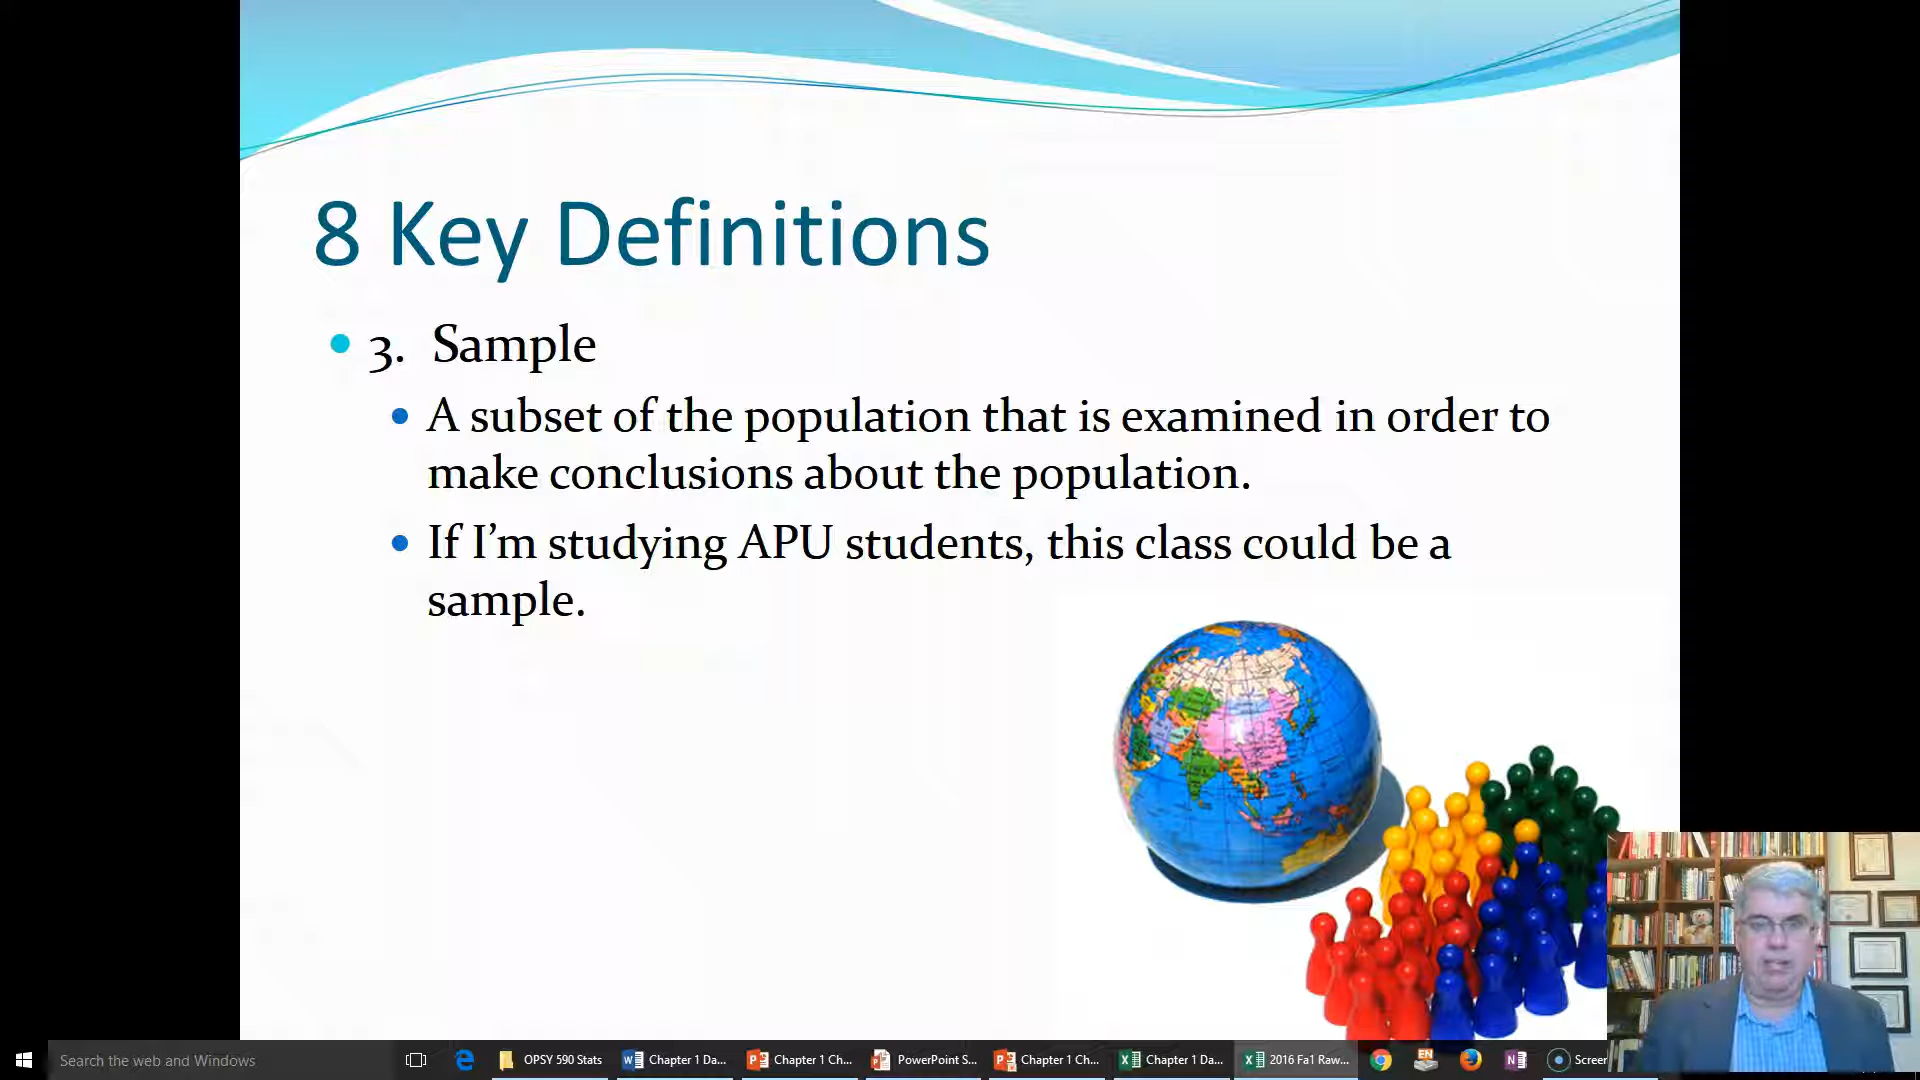 8 Key Definitions
3. Sample
A subset of the population that is examined in order to
make conclusions about the population.
If I’m studying APU students, this class could be a
sample.
Search the web and Windows
OPSY 590 Stats
Chapter 1 Da...
Chapter 1 Ch...
PowerPoint S...
Chapter 1 Ch...
Chapter 1 Da...
2016 Fa1 Raw...
EN
Screer